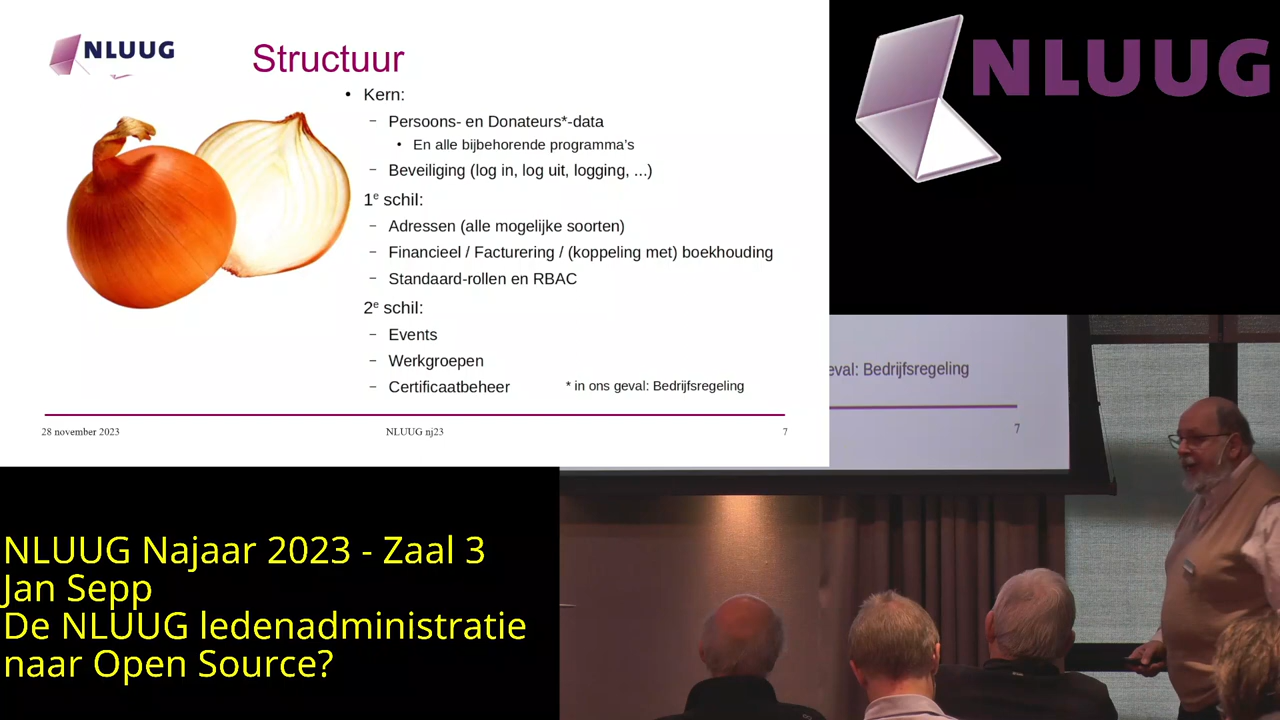 NLUUG
Structuur
• Kern:
– Persoons- en Donateurs*-data
• En alle bijbehorende programma's
– Beveiliging (log in, log uit, logging, ...)
1e schil:
– Adressen (alle mogelijke soorten)
– Financieel / Facturering / (koppeling met) boekhouding
– Standaard-rollen en RBAC
2e schil:
– Events
– Werkgroepen
– Certificaatbeheer
* in ons geval: Bedrijfsregeling
28 november 2023
NLUUG nj23
7
NLUUG
eval: Bedrijfsregeling
7
NLUUG Najaar 2023 - Zaal 3
Jan Sepp
De NLUUG ledenadministratie
naar Open Source?